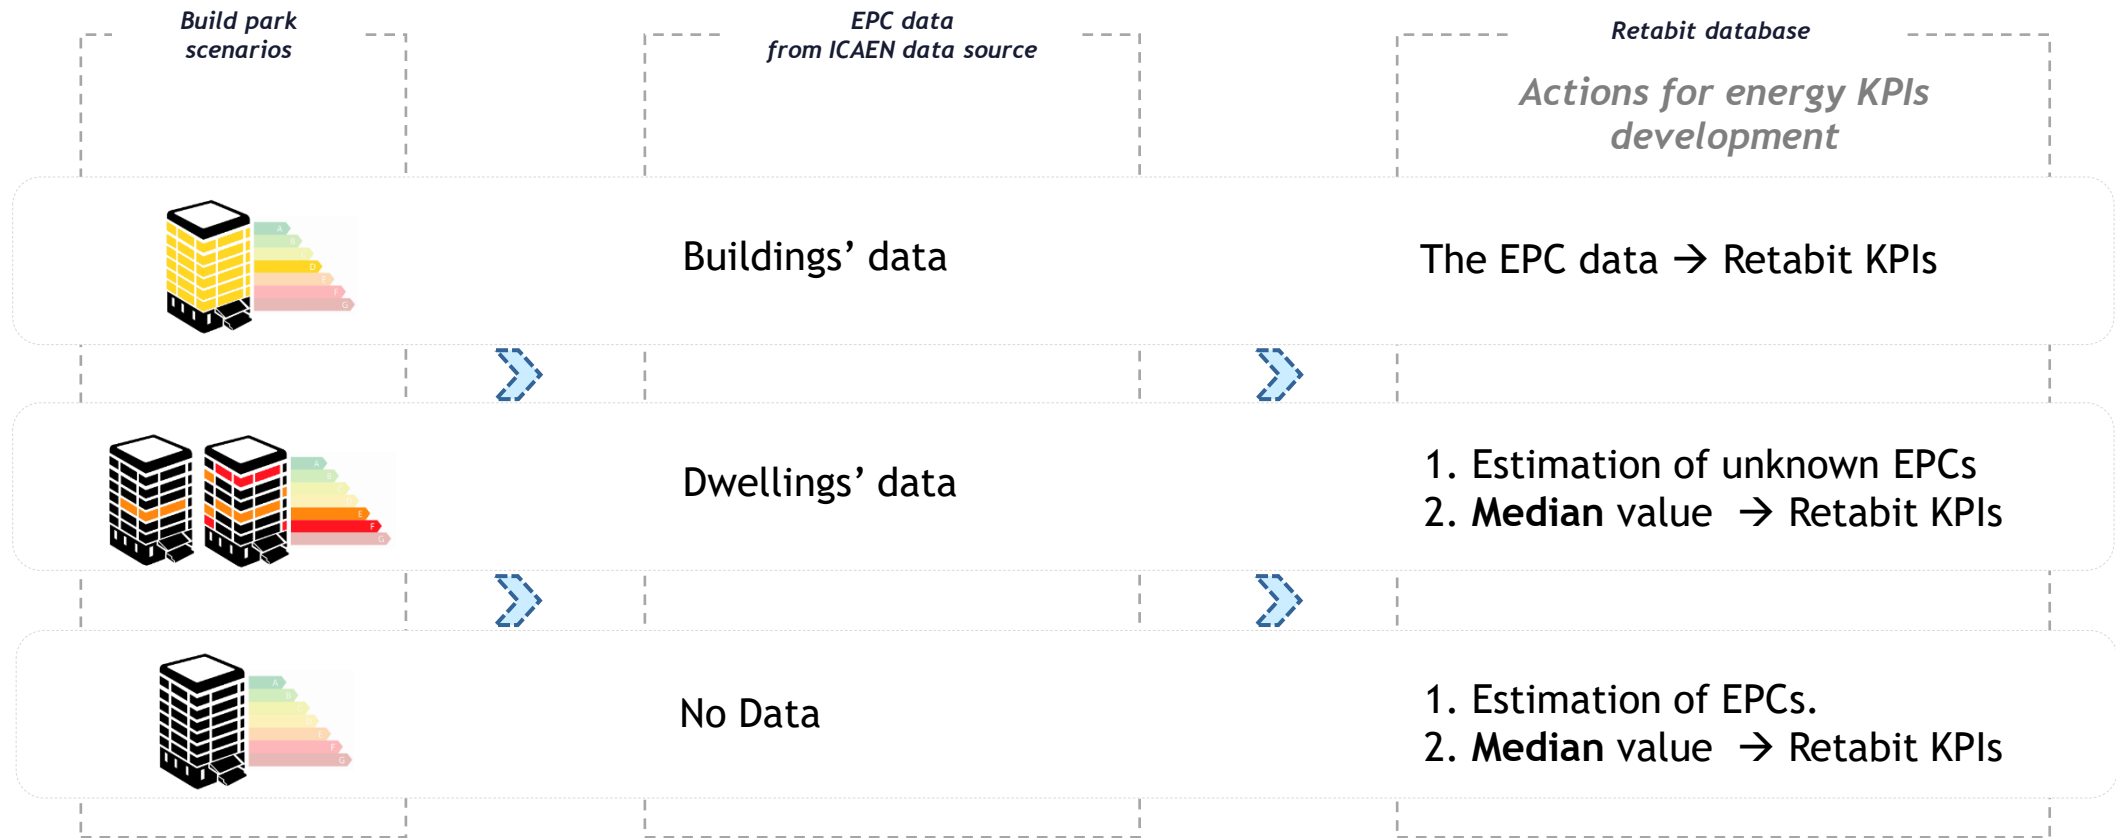 Build park
scenarios
EPC data
from ICAEN data source
Retabit database
Actions for energy KPIs
development
A
D
F
G
Buildings’ data
The EPC data → Retabit KPIs
A
E
F
G
Dwellings’ data
1. Estimation of unknown EPCs
2. Median value → Retabit KPIs
A
B
E
F
G
No Data
1. Estimation of EPCs.
2. Median value → Retabit KPIs